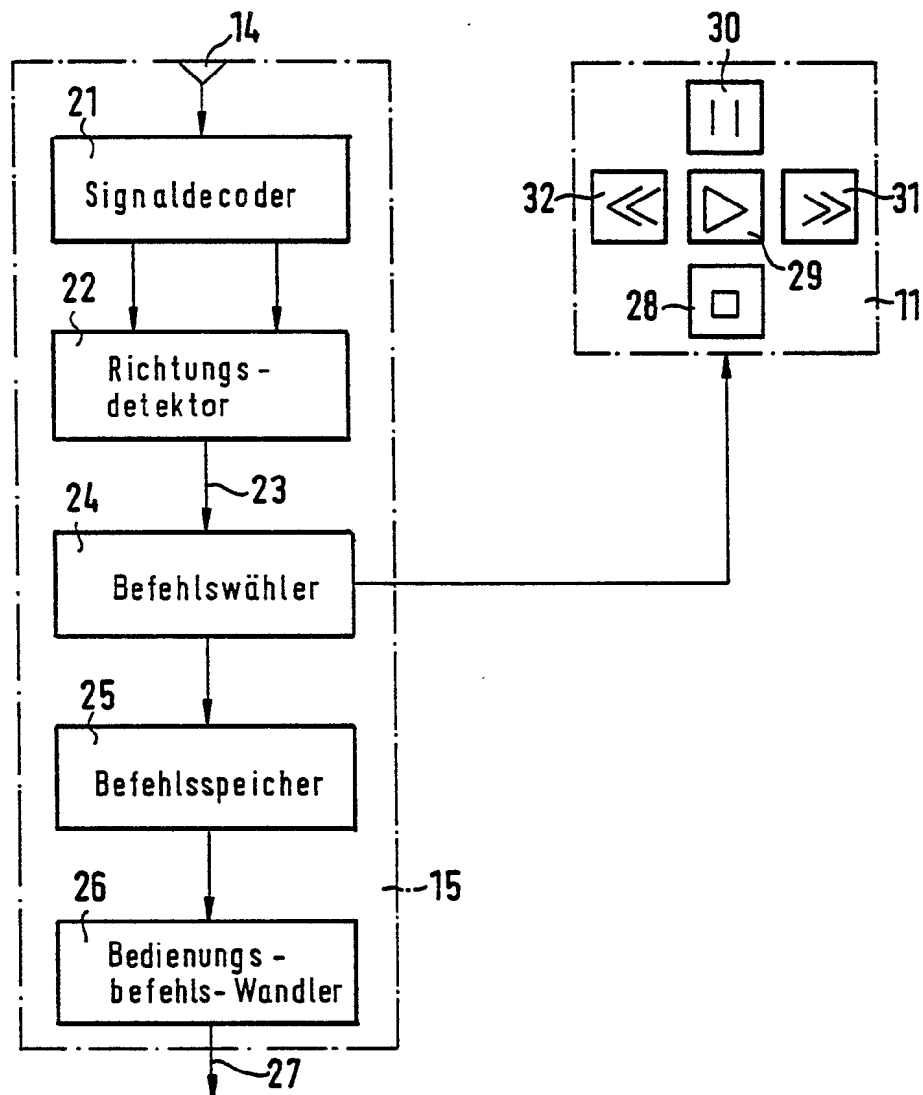 14
30
21
Signaldecoder
32
31
29
22
28
11
Richtungs-
detektor
23
24
Befehlswähler
25
Befehlsspeicher
15
26
Bedienungs-
befehls-Wandler
27